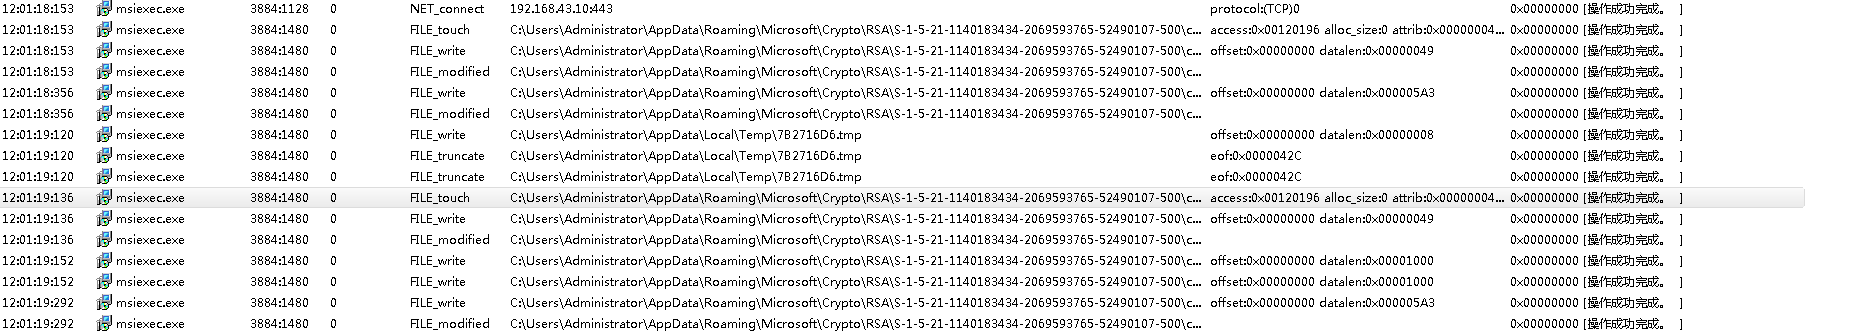 12:01:18:153 msiexec.exe 3884:1128 0 NET_connect 192.168.43.10:443 protocol:(TCP)0 0x00000000 [操作成功完成。 ]
12:01:18:153 msiexec.exe 3884:1480 0 FILE_touch C:\Users\Administrator\AppData\Roaming\Microsoft\Crypto\RSA\S-1-5-21-1140183434-2069593765-52490107-500\c... access:0x00120196 alloc_size:0 attrib:0x00000004... 0x00000000 [操作成功完成。 ]
12:01:18:153 msiexec.exe 3884:1480 0 FILE_write C:\Users\Administrator\AppData\Roaming\Microsoft\Crypto\RSA\S-1-5-21-1140183434-2069593765-52490107-500\c... offset:0x00000000 datalen:0x00000049 0x00000000 [操作成功完成。 ]
12:01:18:153 msiexec.exe 3884:1480 0 FILE_modified C:\Users\Administrator\AppData\Roaming\Microsoft\Crypto\RSA\S-1-5-21-1140183434-2069593765-52490107-500\c... 0x00000000 [操作成功完成。 ]
12:01:18:356 msiexec.exe 3884:1480 0 FILE_write C:\Users\Administrator\AppData\Roaming\Microsoft\Crypto\RSA\S-1-5-21-1140183434-2069593765-52490107-500\c... offset:0x00000000 datalen:0x000005A3 0x00000000 [操作成功完成。 ]
12:01:18:356 msiexec.exe 3884:1480 0 FILE_modified C:\Users\Administrator\AppData\Roaming\Microsoft\Crypto\RSA\S-1-5-21-1140183434-2069593765-52490107-500\c... 0x00000000 [操作成功完成。 ]
12:01:19:120 msiexec.exe 3884:1480 0 FILE_write C:\Users\Administrator\AppData\Local\Temp\7B2716D6.tmp offset:0x00000000 datalen:0x00000008 0x00000000 [操作成功完成。 ]
12:01:19:120 msiexec.exe 3884:1480 0 FILE_truncate C:\Users\Administrator\AppData\Local\Temp\7B2716D6.tmp eof:0x0000042C 0x00000000 [操作成功完成。 ]
12:01:19:120 msiexec.exe 3884:1480 0 FILE_truncate C:\Users\Administrator\AppData\Local\Temp\7B2716D6.tmp eof:0x0000042C 0x00000000 [操作成功完成。 ]
12:01:19:136 msiexec.exe 3884:1480 0 FILE_touch C:\Users\Administrator\AppData\Roaming\Microsoft\Crypto\RSA\S-1-5-21-1140183434-2069593765-52490107-500\c... access:0x00120196 alloc_size:0 attrib:0x00000004... 0x00000000 [操作成功完成。 ]
12:01:19:136 msiexec.exe 3884:1480 0 FILE_write C:\Users\Administrator\AppData\Roaming\Microsoft\Crypto\RSA\S-1-5-21-1140183434-2069593765-52490107-500\c... offset:0x00000000 datalen:0x00000049 0x00000000 [操作成功完成。 ]
12:01:19:136 msiexec.exe 3884:1480 0 FILE_modified C:\Users\Administrator\AppData\Roaming\Microsoft\Crypto\RSA\S-1-5-21-1140183434-2069593765-52490107-500\c... 0x00000000 [操作成功完成。 ]
12:01:19:152 msiexec.exe 3884:1480 0 FILE_write C:\Users\Administrator\AppData\Roaming\Microsoft\Crypto\RSA\S-1-5-21-1140183434-2069593765-52490107-500\c... offset:0x00000000 datalen:0x00001000 0x00000000 [操作成功完成。 ]
12:01:19:152 msiexec.exe 3884:1480 0 FILE_write C:\Users\Administrator\AppData\Roaming\Microsoft\Crypto\RSA\S-1-5-21-1140183434-2069593765-52490107-500\c... offset:0x00000000 datalen:0x00001000 0x00000000 [操作成功完成。 ]
12:01:19:292 msiexec.exe 3884:1480 0 FILE_write C:\Users\Administrator\AppData\Roaming\Microsoft\Crypto\RSA\S-1-5-21-1140183434-2069593765-52490107-500\c... offset:0x00000000 datalen:0x000005A3 0x00000000 [操作成功完成。 ]
12:01:19:292 msiexec.exe 3884:1480 0 FILE_modified C:\Users\Administrator\AppData\Roaming\Microsoft\Crypto\RSA\S-1-5-21-1140183434-2069593765-52490107-500\c... 0x00000000 [操作成功完成。 ]